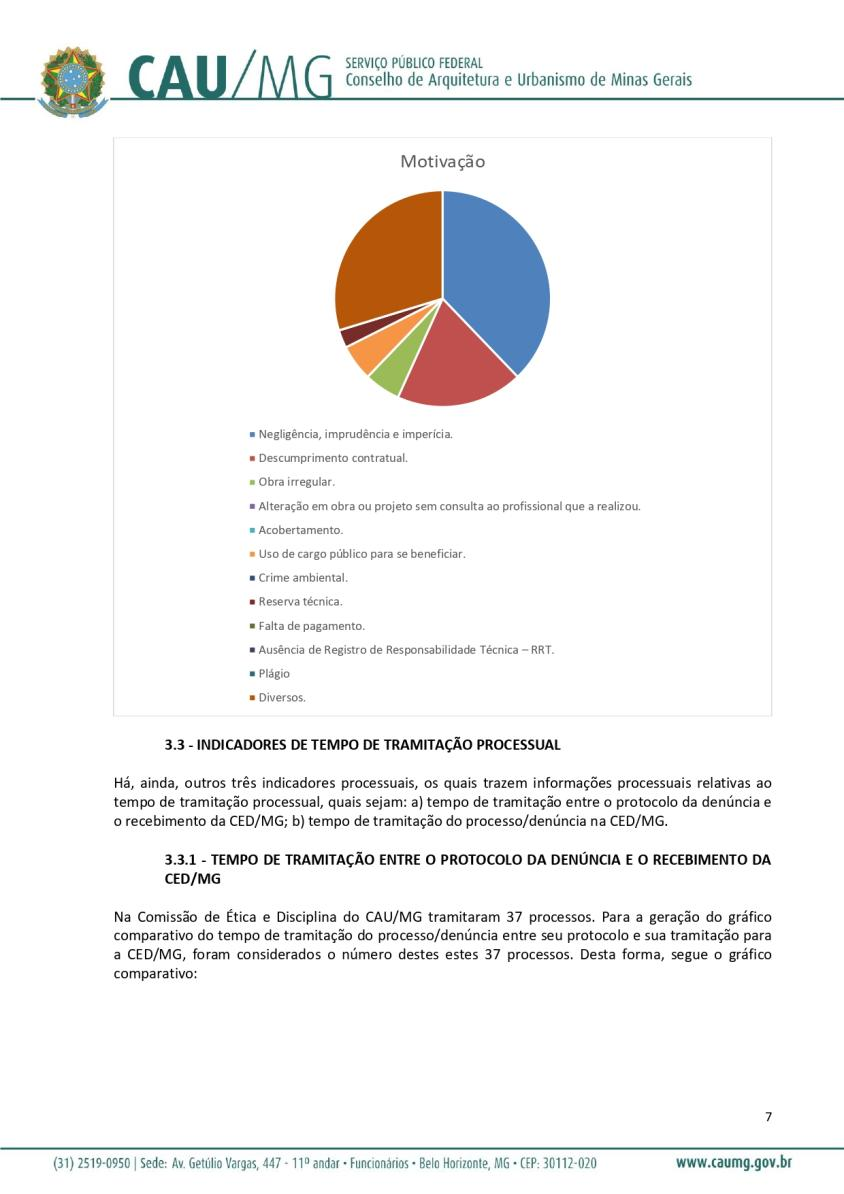 CAU/MG
SERVIÇO PÚBLICO FEDERAL
Conselho de Arquitetura e Urbanismo de Minas Gerais
Motivação
Negligência, imprudência e imperícia.
Descumprimento contratual.
Obra irregular.
Alteração em obra ou projeto sem consulta ao profissional que a realizou.
Acobertamento.
Uso de cargo público para se beneficiar.
Crime ambiental.
Reserva técnica.
Falta de pagamento.
Ausência de Registro de Responsabilidade Técnica – RRT.
Plágio
Diversos.
3.3 - INDICADORES DE TEMPO DE TRAMITAÇÃO PROCESSUAL
Há, ainda, outros três indicadores processuais, os quais trazem informações processuais relativas ao
tempo de tramitação processual, quais sejam: a) tempo de tramitação entre o protocolo da denúncia e
o recebimento da CED/MG; b) tempo de tramitação do processo/denúncia na CED/MG.
3.3.1 - TEMPO DE TRAMITAÇÃO ENTRE O PROTOCOLO DA DENÚNCIA E O RECEBIMENTO DA
CED/MG
Na Comissão de Ética e Disciplina do CAU/MG tramitaram 37 processos. Para a geração do gráfico
comparativo do tempo de tramitação do processo/denúncia entre seu protocolo e sua tramitação para
a CED/MG, foram considerados o número destes estes 37 processos. Desta forma, segue o gráfico
comparativo:
7
(31) 2519-0950 | Sede: Av. Getúlio Vargas, 447 - 11º andar • Funcionários • Belo Horizonte, MG • CEP: 30112-020
www.caumg.gov.br